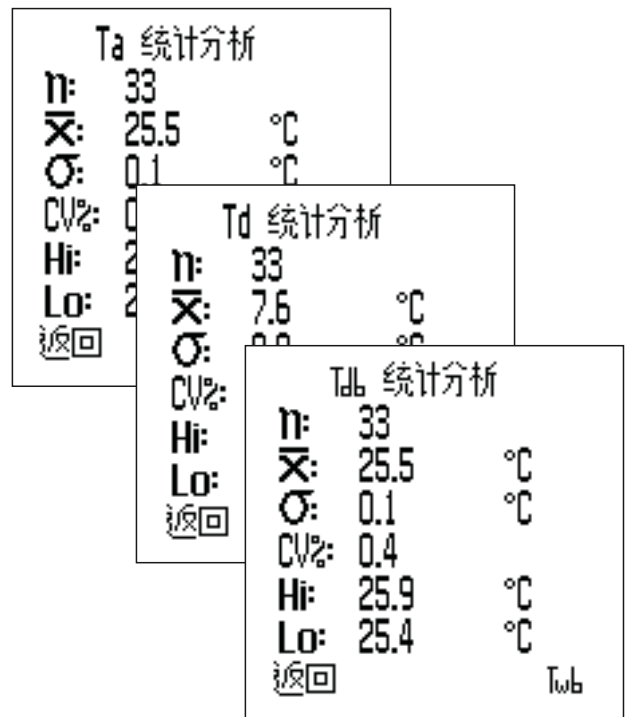 Ta 统计分析
n: 33
x̅: 25.5 °C
σ: 0.1 °C
CV%:
Hi:
Lo:
返回
Td 统计分析
n: 33
x̅: 7.6 °C
σ: °C
CV%:
Hi:
Lo:
返回
Tdb 统计分析
n: 33
x̅: 25.5 °C
σ: 0.1 °C
CV%: 0.4
Hi: 25.9 °C
Lo: 25.4 °C
返回 Twb